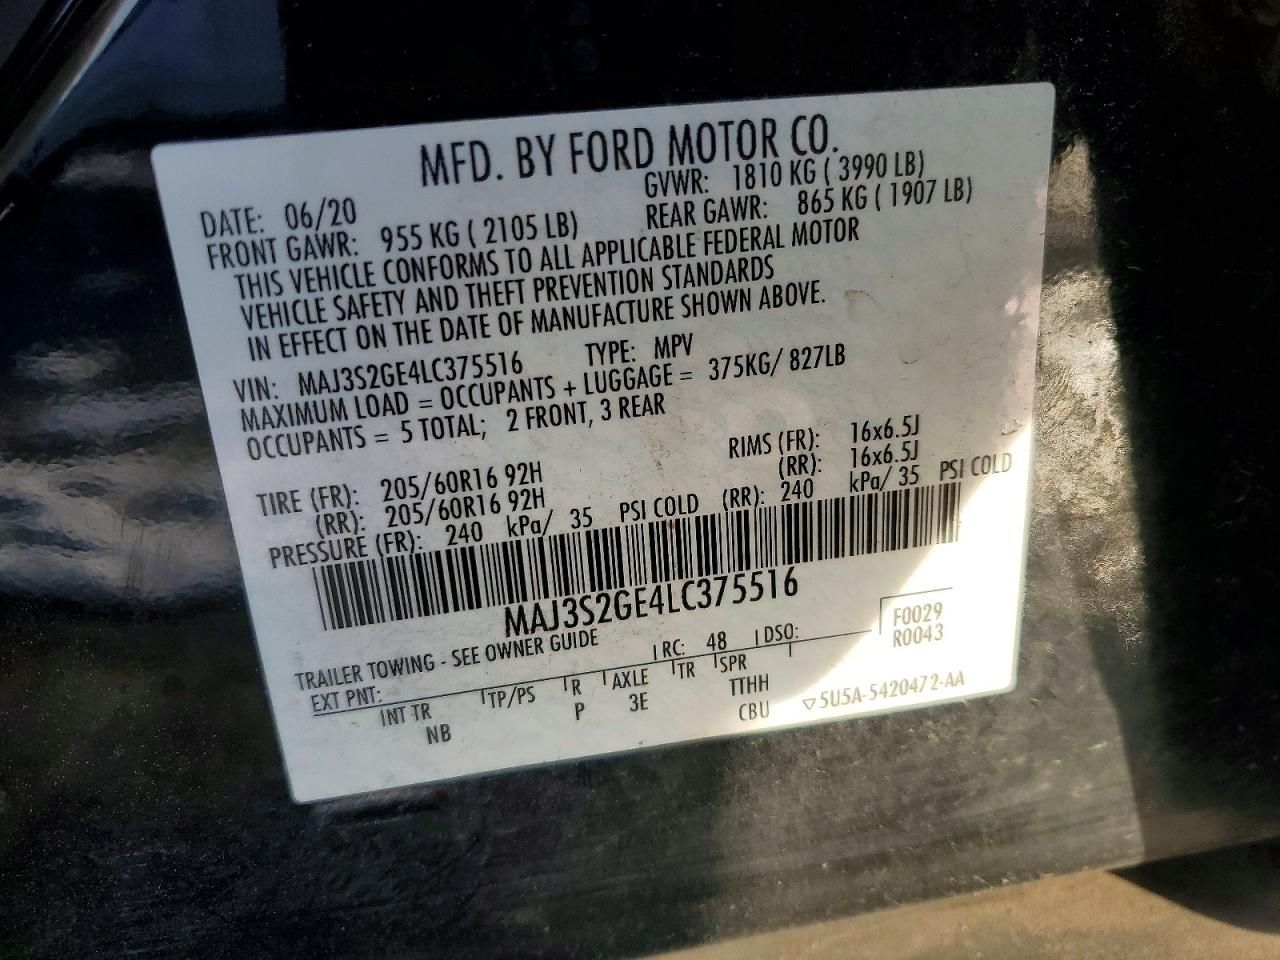 MFD. BY FORD MOTOR CO.
DATE: 06/20 GVWR: 1810 KG ( 3990 LB)
FRONT GAWR: 955 KG ( 2105 LB) REAR GAWR: 865 KG ( 1907 LB)
THIS VEHICLE CONFORMS TO ALL APPLICABLE FEDERAL MOTOR
VEHICLE SAFETY AND THEFT PREVENTION STANDARDS
IN EFFECT ON THE DATE OF MANUFACTURE SHOWN ABOVE.
VIN: MAJ3S2GE4LC375516 TYPE: MPV
MAXIMUM LOAD = OCCUPANTS + LUGGAGE = 375KG/ 827LB
OCCUPANTS = 5 TOTAL; 2 FRONT, 3 REAR
TIRE (FR): 205/60R16 92H RIMS (FR): 16x6.5J
(RR): 205/60R16 92H (RR): 16x6.5J
PRESSURE (FR): 240 kPa/ 35 PSI COLD (RR): 240 kPa/ 35 PSI COLD
MAJ3S2GE4LC375516
TRAILER TOWING - SEE OWNER GUIDE RC: 48 DSO: F0029
R0043
EXT PNT:
INT TR TP/PS R AXLE TR SPR
NB P 3E TTHH
CBU
▽5U5A-5420472-AA